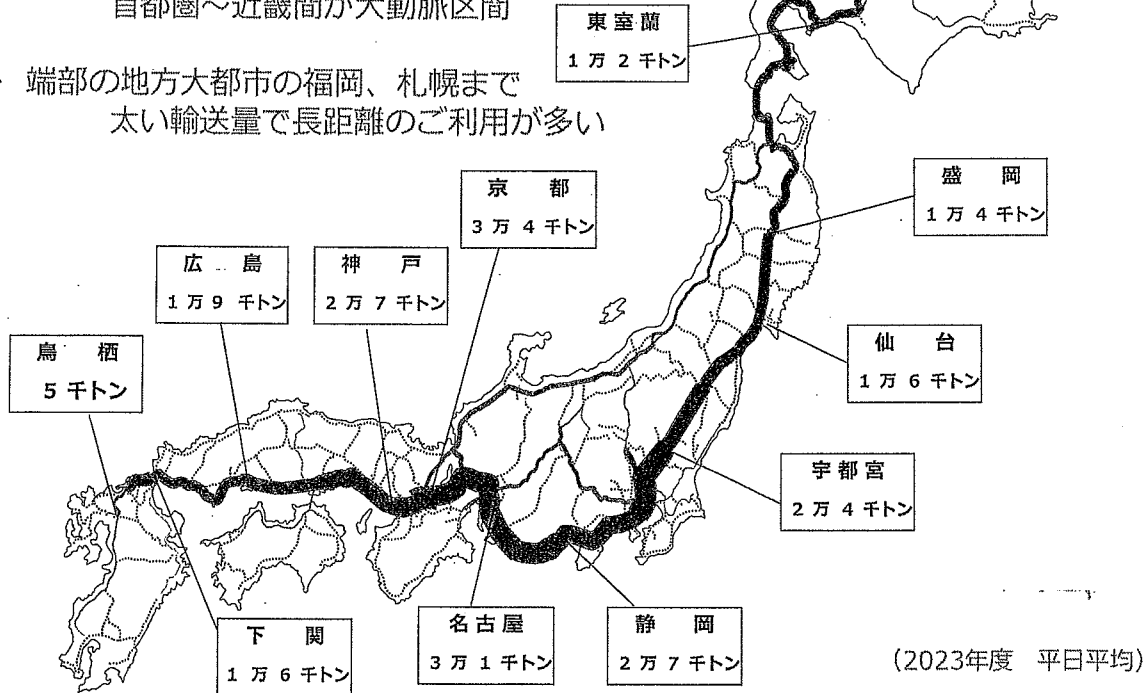 首都圏～近畿間が大動脈区間
端部の地方大都市の福岡、札幌まで
太い輸送量で長距離のご利用が多い
東室蘭
1万2千トン
京都
3万4千トン
盛岡
1万4千トン
広島
1万9千トン
神戸
2万7千トン
鳥栖
5千トン
仙台
1万6千トン
宇都宮
2万4千トン
下関
1万6千トン
名古屋
3万1千トン
静岡
2万7千トン
（2023年度　平日平均）